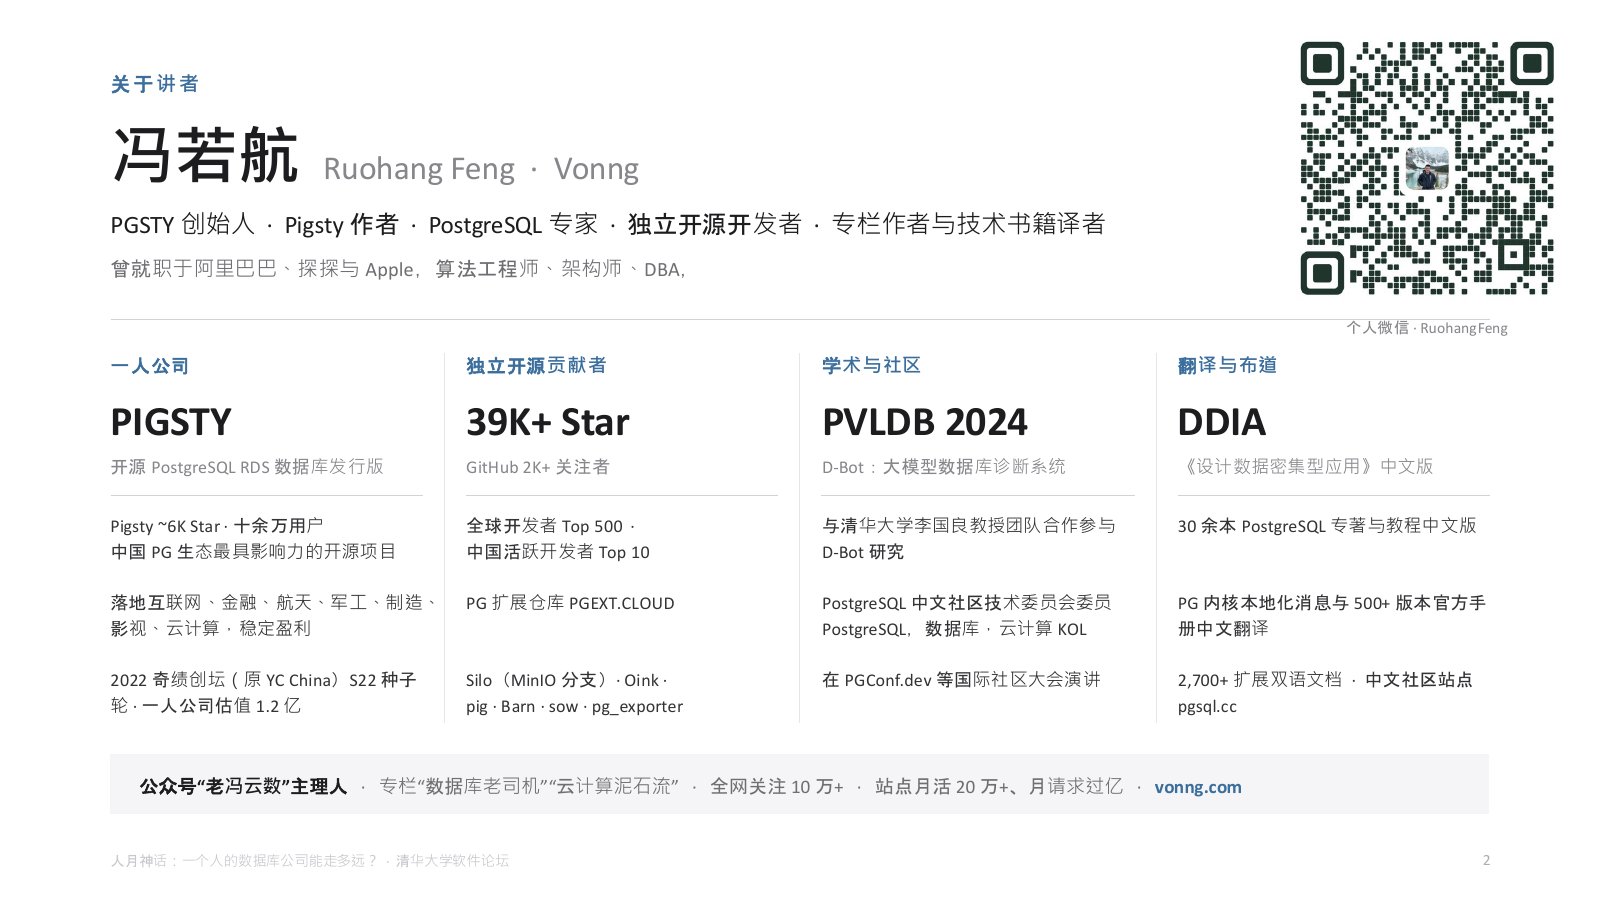 关于讲者
冯若航 Ruohang Feng · Vonng
PGSTY 创始人 · Pigsty 作者 · PostgreSQL 专家 · 独立开源开发者 · 专栏作者与技术书籍译者
曾就职于阿里巴巴、探探与 Apple，算法工程师、架构师、DBA，
个人微信 · RuohangFeng
一人公司
PIGSTY
开源 PostgreSQL RDS 数据库发行版
Pigsty ~6K Star · 十余万用户
中国 PG 生态最具影响力的开源项目
落地互联网、金融、航天、军工、制造、
影视、云计算 · 稳定盈利
2022 奇绩创坛（原 YC China）S22 种子
轮 · 一人公司估值 1.2 亿
独立开源贡献者
39K+ Star
GitHub 2K+ 关注者
全球开发者 Top 500 ·
中国活跃开发者 Top 10
PG 扩展仓库 PGEXT.CLOUD
Silo（MinIO 分支）· Oink ·
pig · Barn · sow · pg_exporter
学术与社区
PVLDB 2024
D-Bot：大模型数据库诊断系统
与清华大学李国良教授团队合作参与
D-Bot 研究
PostgreSQL 中文社区技术委员会委员
PostgreSQL，数据库 · 云计算 KOL
在 PGConf.dev 等国际社区大会演讲
翻译与布道
DDIA
《设计数据密集型应用》中文版
30 余本 PostgreSQL 专著与教程中文版
PG 内核本地化消息与 500+ 版本官方手
册中文翻译
2,700+ 扩展双语文档 · 中文社区站点
pgsql.cc
公众号“老冯云数”主理人 · 专栏“数据库老司机”“云计算泥石流” · 全网关注 10 万+ · 站点月活 20 万+、月请求过亿 · vonng.com
人月神话：一个人的数据库公司能走多远？ · 清华大学软件论坛
2